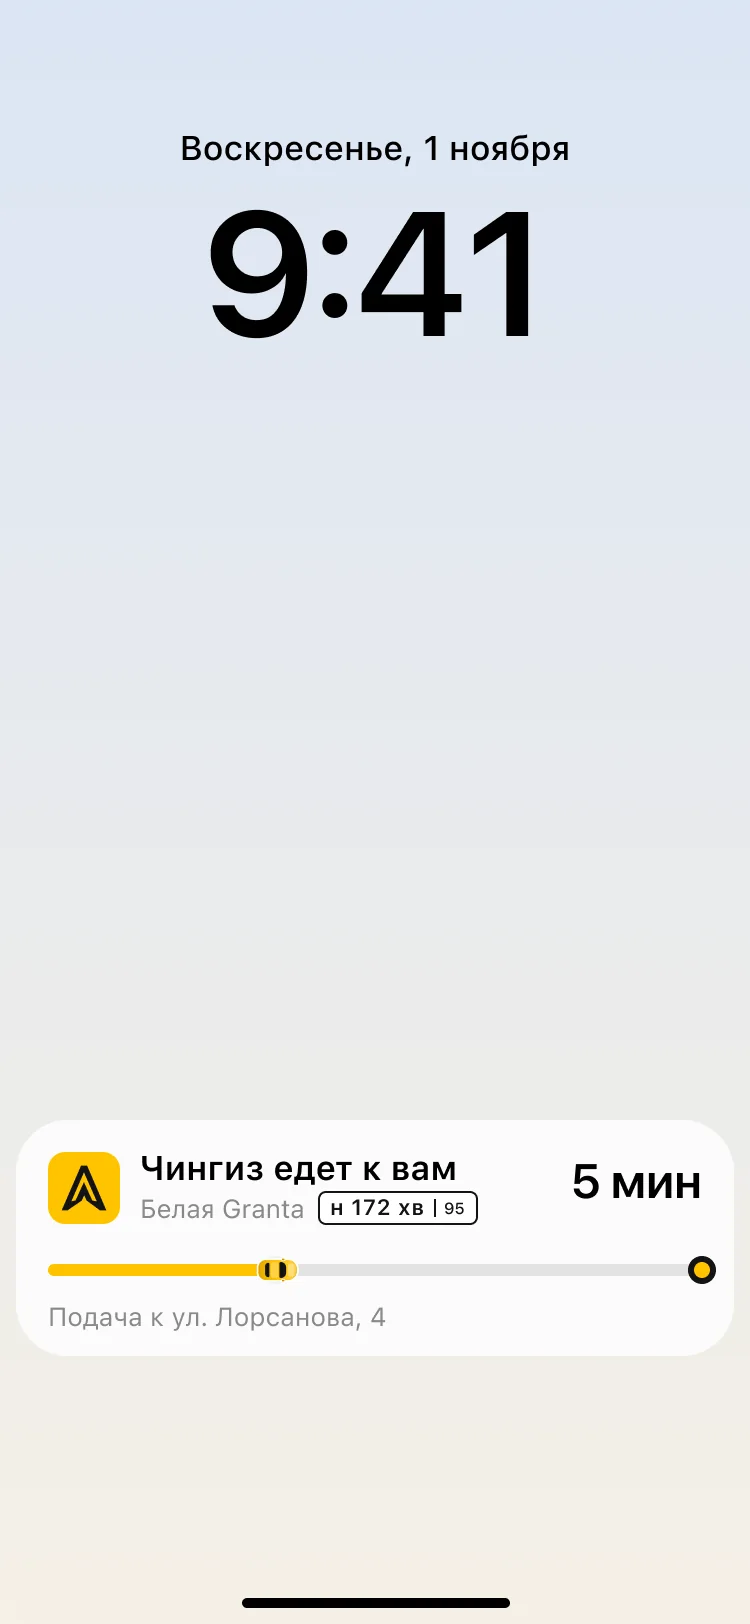 Воскресенье, 1 ноября
9:41
Чингиз едет к вам
5 мин
Белая Granta н 172 хв | 95
Подача к ул. Лорсанова, 4